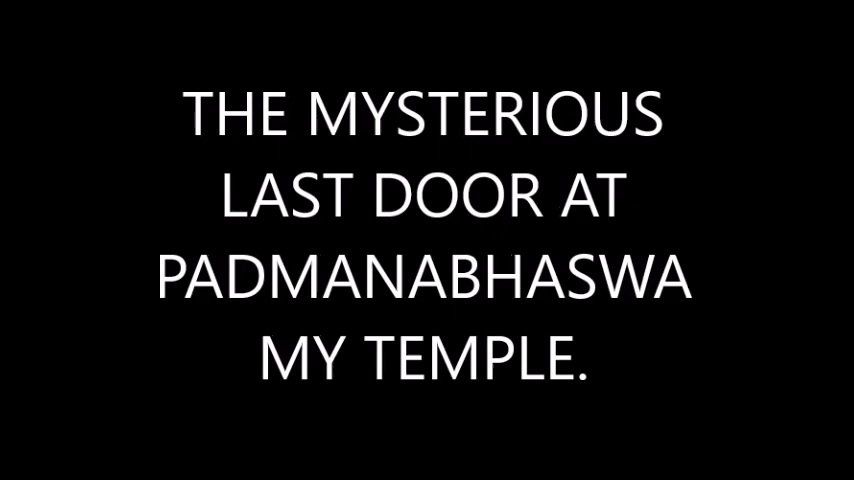 THE MYSTERIOUS
LAST DOOR AT
PADMANABHASWA
MY TEMPLE.